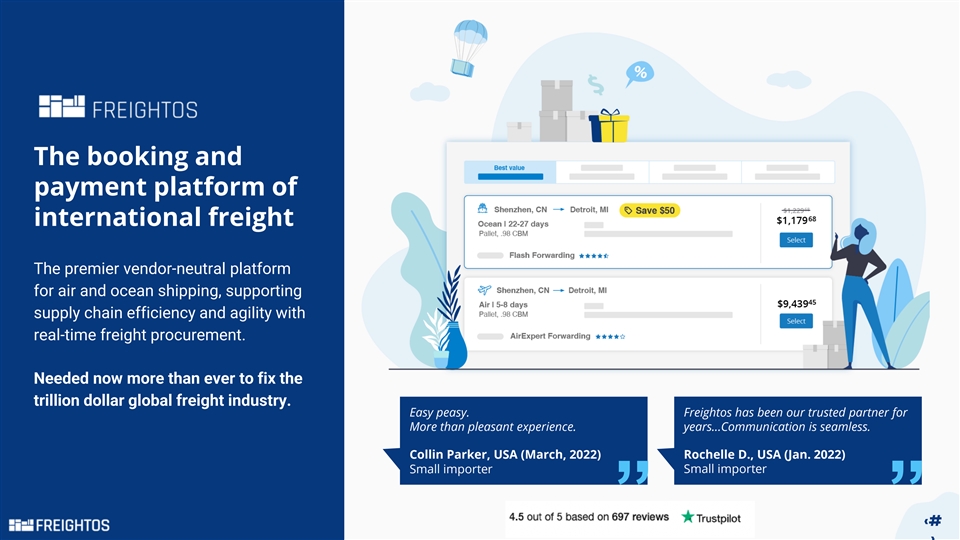 FREIGHTOS
The booking and
payment platform of
international freight
The premier vendor-neutral platform
for air and ocean shipping, supporting
supply chain efficiency and agility with
real-time freight procurement.
Needed now more than ever to fix the
trillion dollar global freight industry.
FREIGHTOS
%
$
Best value
Shenzhen, CN → Detroit, MI
Save $50
Ocean | 22-27 days
Pallet, .98 CBM
Flash Forwarding
$1,179 68
Select
Shenzhen, CN → Detroit, MI
Air | 5-8 days
Pallet, .98 CBM
AirExpert Forwarding
$9,439 45
Select
Easy peasy.
More than pleasant experience.
Collin Parker, USA (March, 2022)
Small importer
Freightos has been our trusted partner for
years...Communication is seamless.
Rochelle D., USA (Jan. 2022)
Small importer
4.5 out of 5 based on 697 reviews
Trustpilot
‹#
›